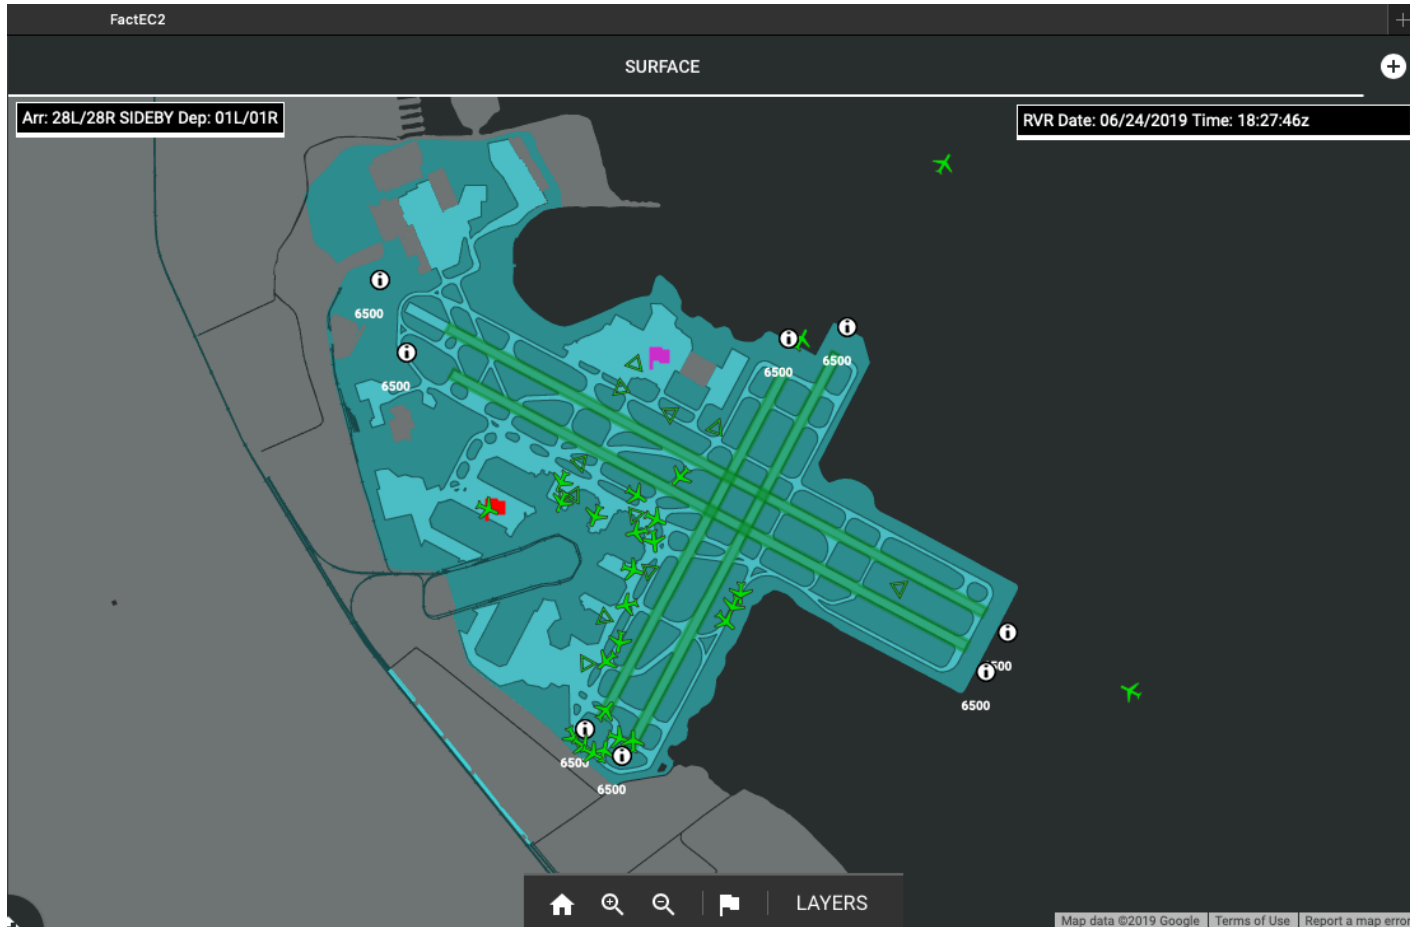 FactEC2
SURFACE
Arr: 28L/28R SIDEBY Dep: 01L/01R
RVR Date: 06/24/2019 Time: 18:27:46z
6500
6500
6500
6500
500
6500
6500
6500
LAYERS
Map data ©2019 Google
Terms of Use
Report a map error